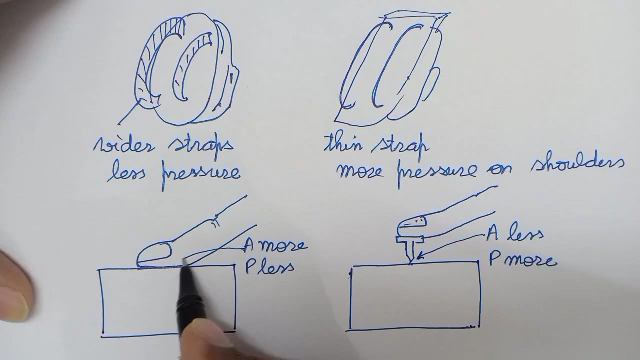 wider straps
less pressure
thin strap
more pressure on shoulders
A more
P less
A less
P more